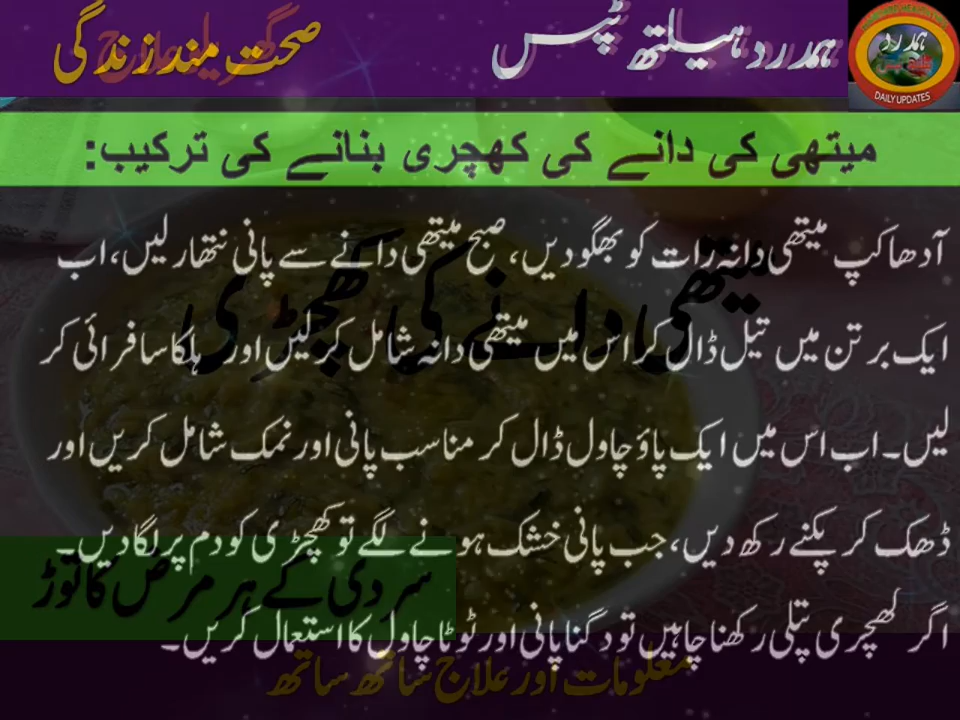 ہمدرد ہیلتھ ٹپس
صحت مند زندگی
ہمدرد
DAILY UPDATES
میتھی کی دانے کی کھچری بنانے کی ترکیب:
آدھا کپ میتھی دانہ رات کو بھگو دیں، صبح میتھی دانے سے پانی نتھار لیں، اب
ایک برتن میں تیل ڈال کر اس میں میتھی دانہ شامل کر لیں اور ہلکا سا فرائی کر
لیں۔ اب اس میں ایک پاؤ چاول ڈال کر مناسب پانی اور نمک شامل کریں اور
ڈھک کر پکنے رکھ دیں، جب پانی خشک ہونے لگے تو کھچڑی کو دم پر لگا دیں۔
اگر کھچری پتلی رکھنا چاہیں تو دگنا پانی اور ٹوٹا چاول کا استعمال کریں۔
میتھی دانے کی کھچڑی
سردی کے ہر مرض کا توڑ
معلومات اور علاج ساتھ ساتھ